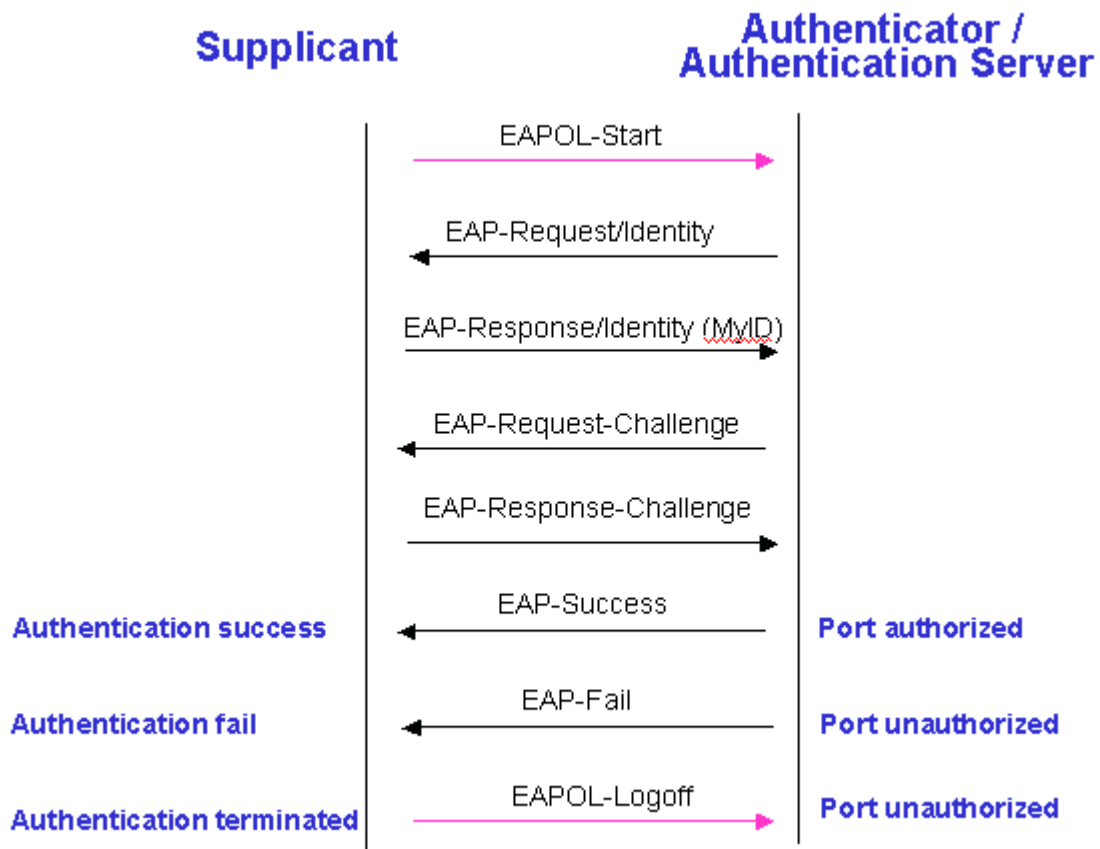 Supplicant
Authenticator /
Authentication Server
EAPOL-Start
EAP-Request/Identity
EAP-Response/Identity (MyID)
EAP-Request-Challenge
EAP-Response-Challenge
EAP-Success
Authentication success
Port authorized
EAP-Fail
Authentication fail
Port unauthorized
EAPOL-Logoff
Authentication terminated
Port unauthorized